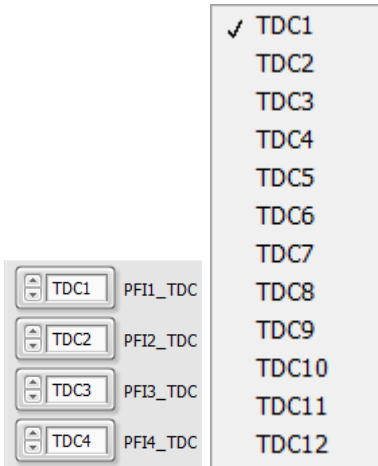 TDC1 PFI1_TDC
TDC2 PFI2_TDC
TDC3 PFI3_TDC
TDC4 PFI4_TDC
TDC1
TDC2
TDC3
TDC4
TDC5
TDC6
TDC7
TDC8
TDC9
TDC10
TDC11
TDC12